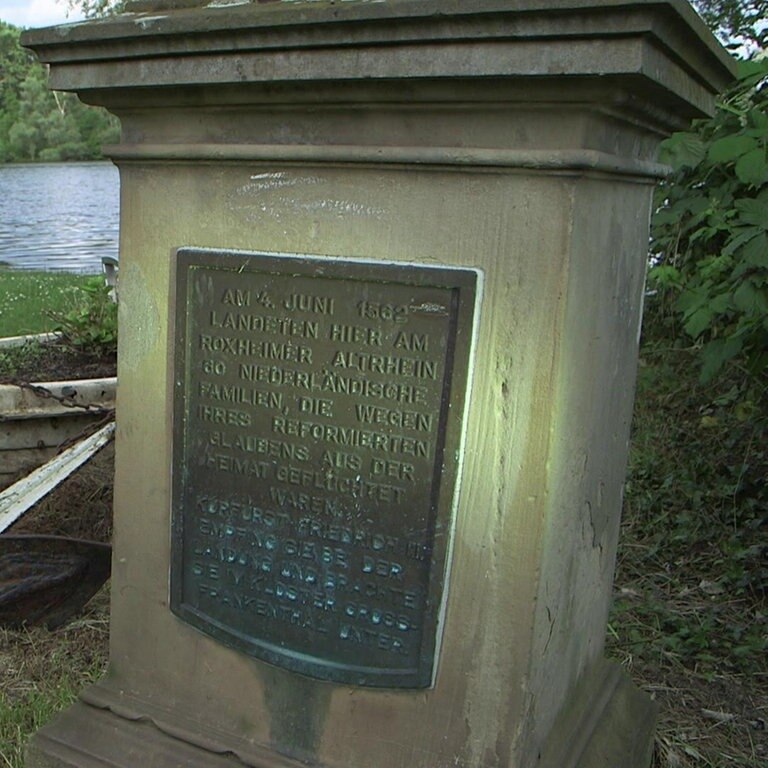 AM 4. JUNI 1562
LANDETEN HIER AM
ROXHEIMER ALTRHEIN
60 NIEDERLÄNDISCHE
FAMILIEN, DIE WEGEN
IHRES REFORMIERTEN
GLAUBENS AUS DER
HEIMAT GEFLÜCHTET
WAREN.
KURFÜRST FRIEDRICH III.
EMPFING SIE BEI DER
LANDUNG UND BRACHTE
SIE IM KLOSTER GROSS-
FRANKENTHAL UNTER.